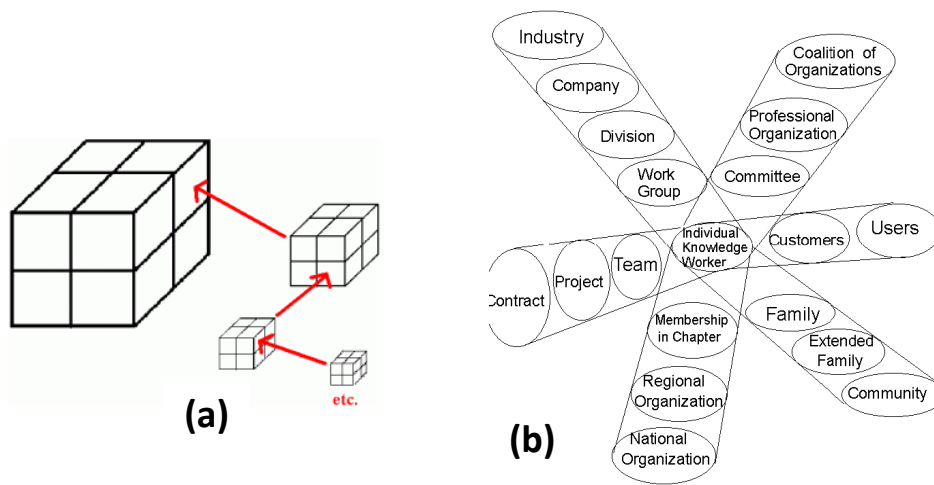 etc.
(a)
Industry
Company
Division
Work
Group
Coalition of
Organizations
Professional
Organization
Committee
Individual
Knowledge
Worker
Contract
Project
Team
Customers
Users
Membership
in Chapter
Regional
Organization
National
Organization
Family
Extended
Family
Community
(b)